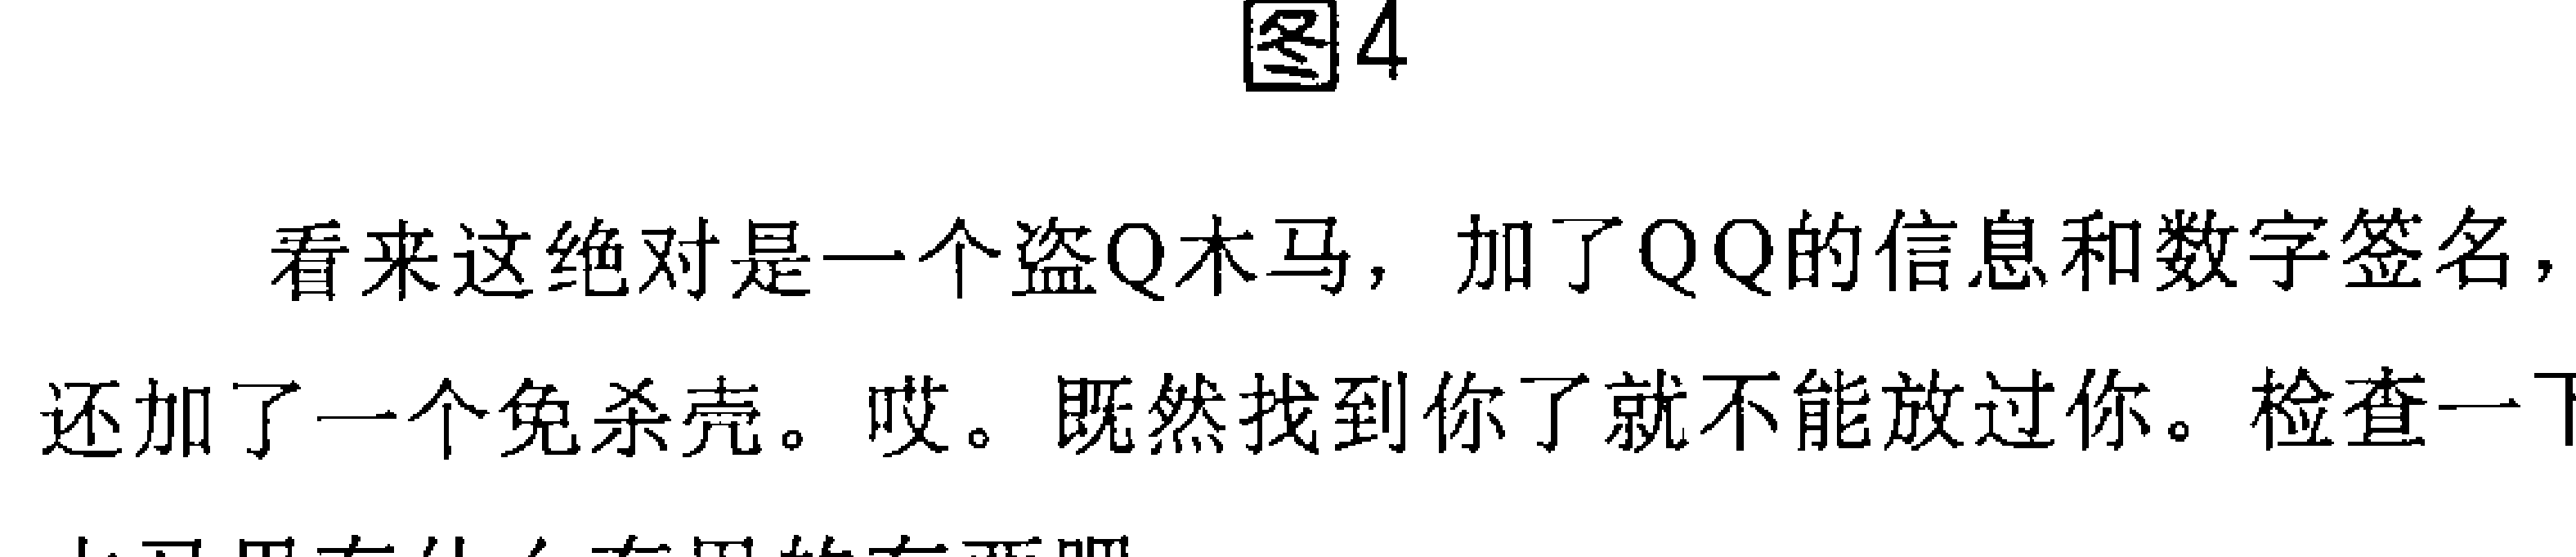 图4
看来这绝对是一个盗Q木马，加了QQ的信息和数字签名，
还加了一个免杀壳。哎。既然找到你了就不能放过你。检查一下